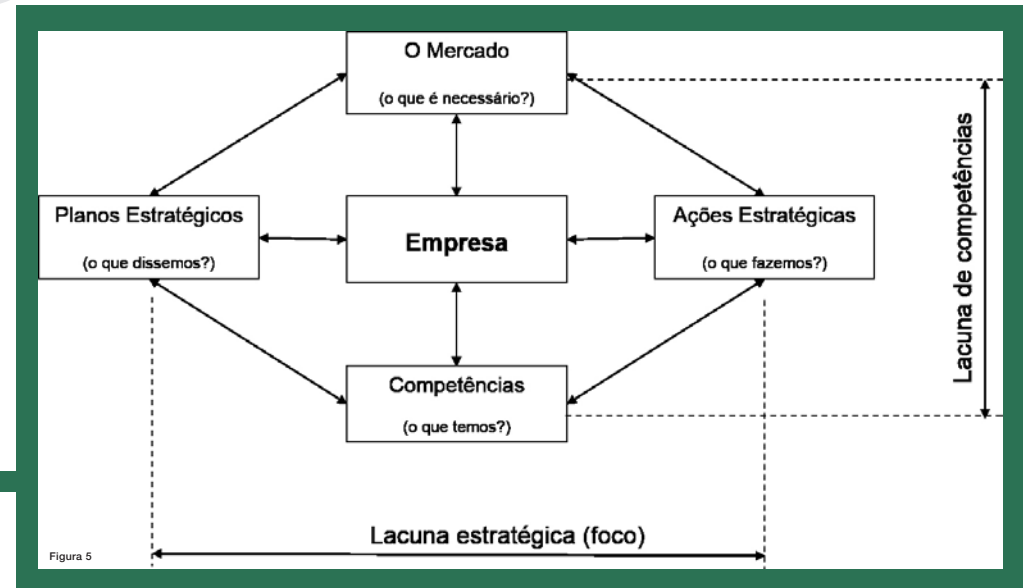 O Mercado
(o que é necessário?)
Planos Estratégicos
(o que dissemos?)
Empresa
Ações Estratégicas
(o que fazemos?)
Competências
(o que temos?)
Lacuna de competências
Lacuna estratégica (foco)
Figura 5